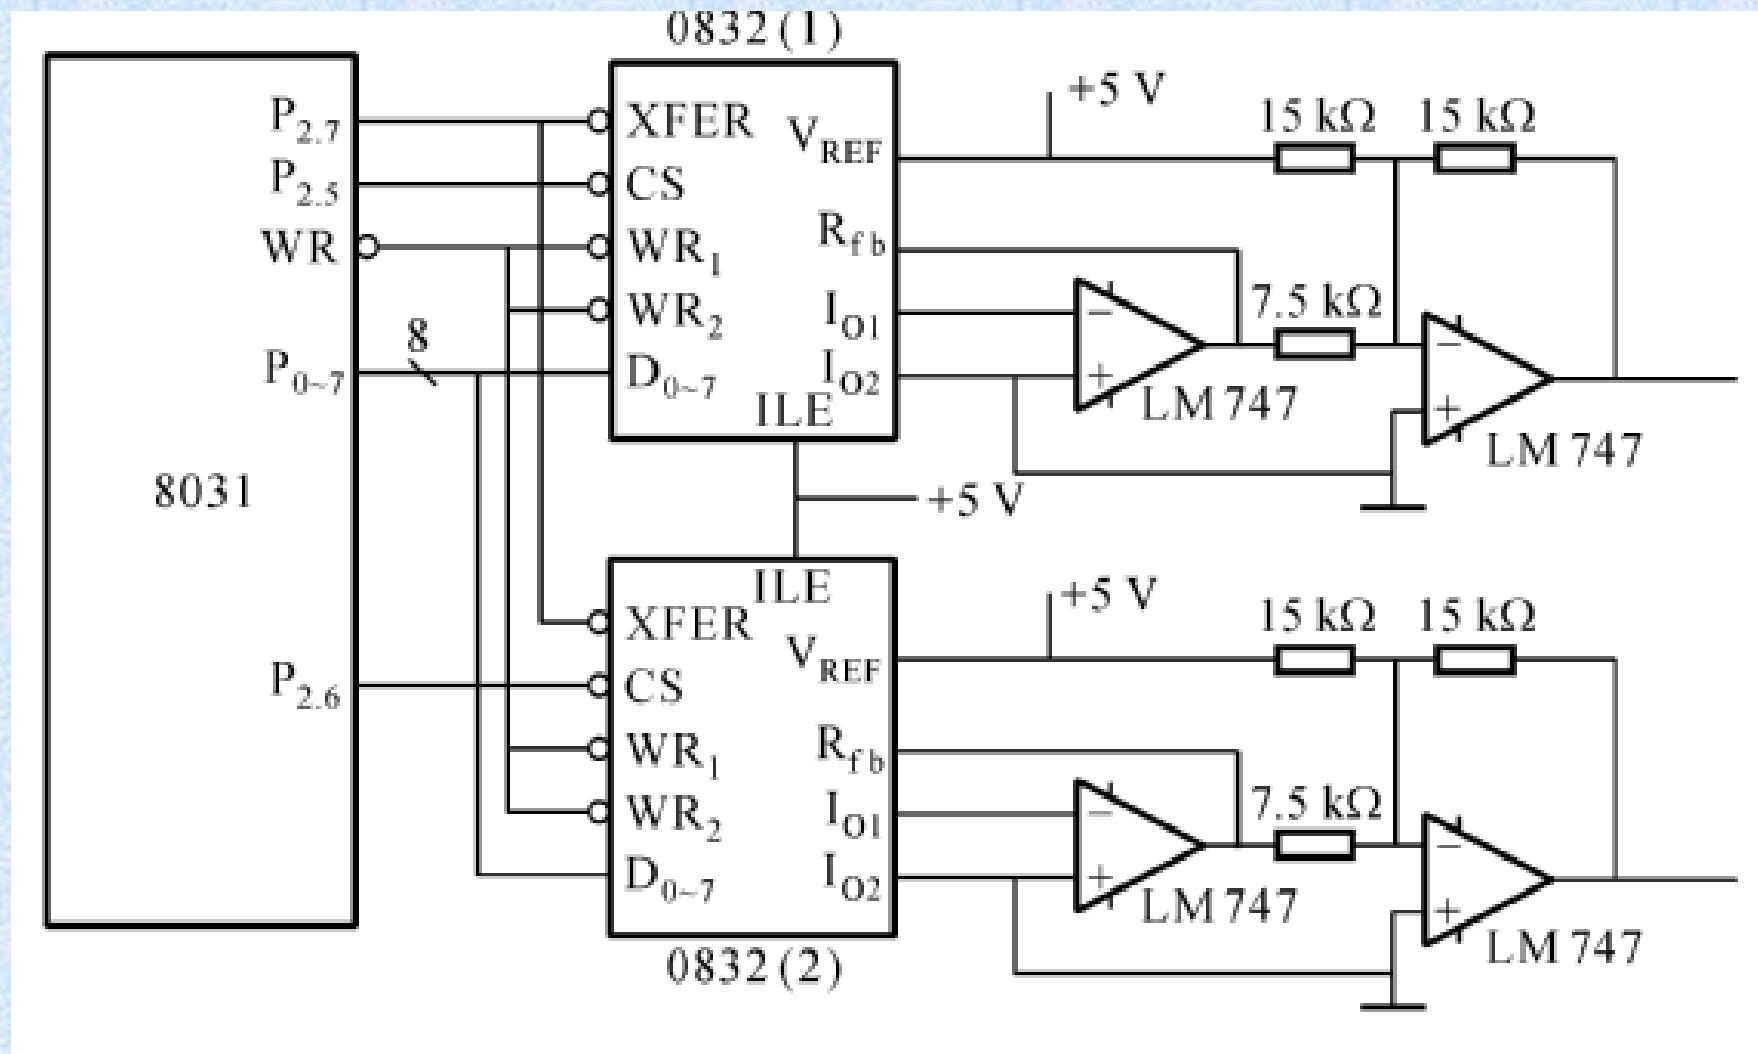 0832(1)
P2.7
P2.5
WR
P0~7
8
8031
P2.6
XFER
CS
WR1
WR2
D0~7
VREF
Rfb
IO1
IO2
ILE
+5 V
15 kΩ 15 kΩ
7.5 kΩ
LM747
LM747
+5 V
ILE
XFER
CS
WR1
WR2
D0~7
VREF
Rfb
IO1
IO2
0832(2)
+5 V
15 kΩ 15 kΩ
7.5 kΩ
LM747
LM747